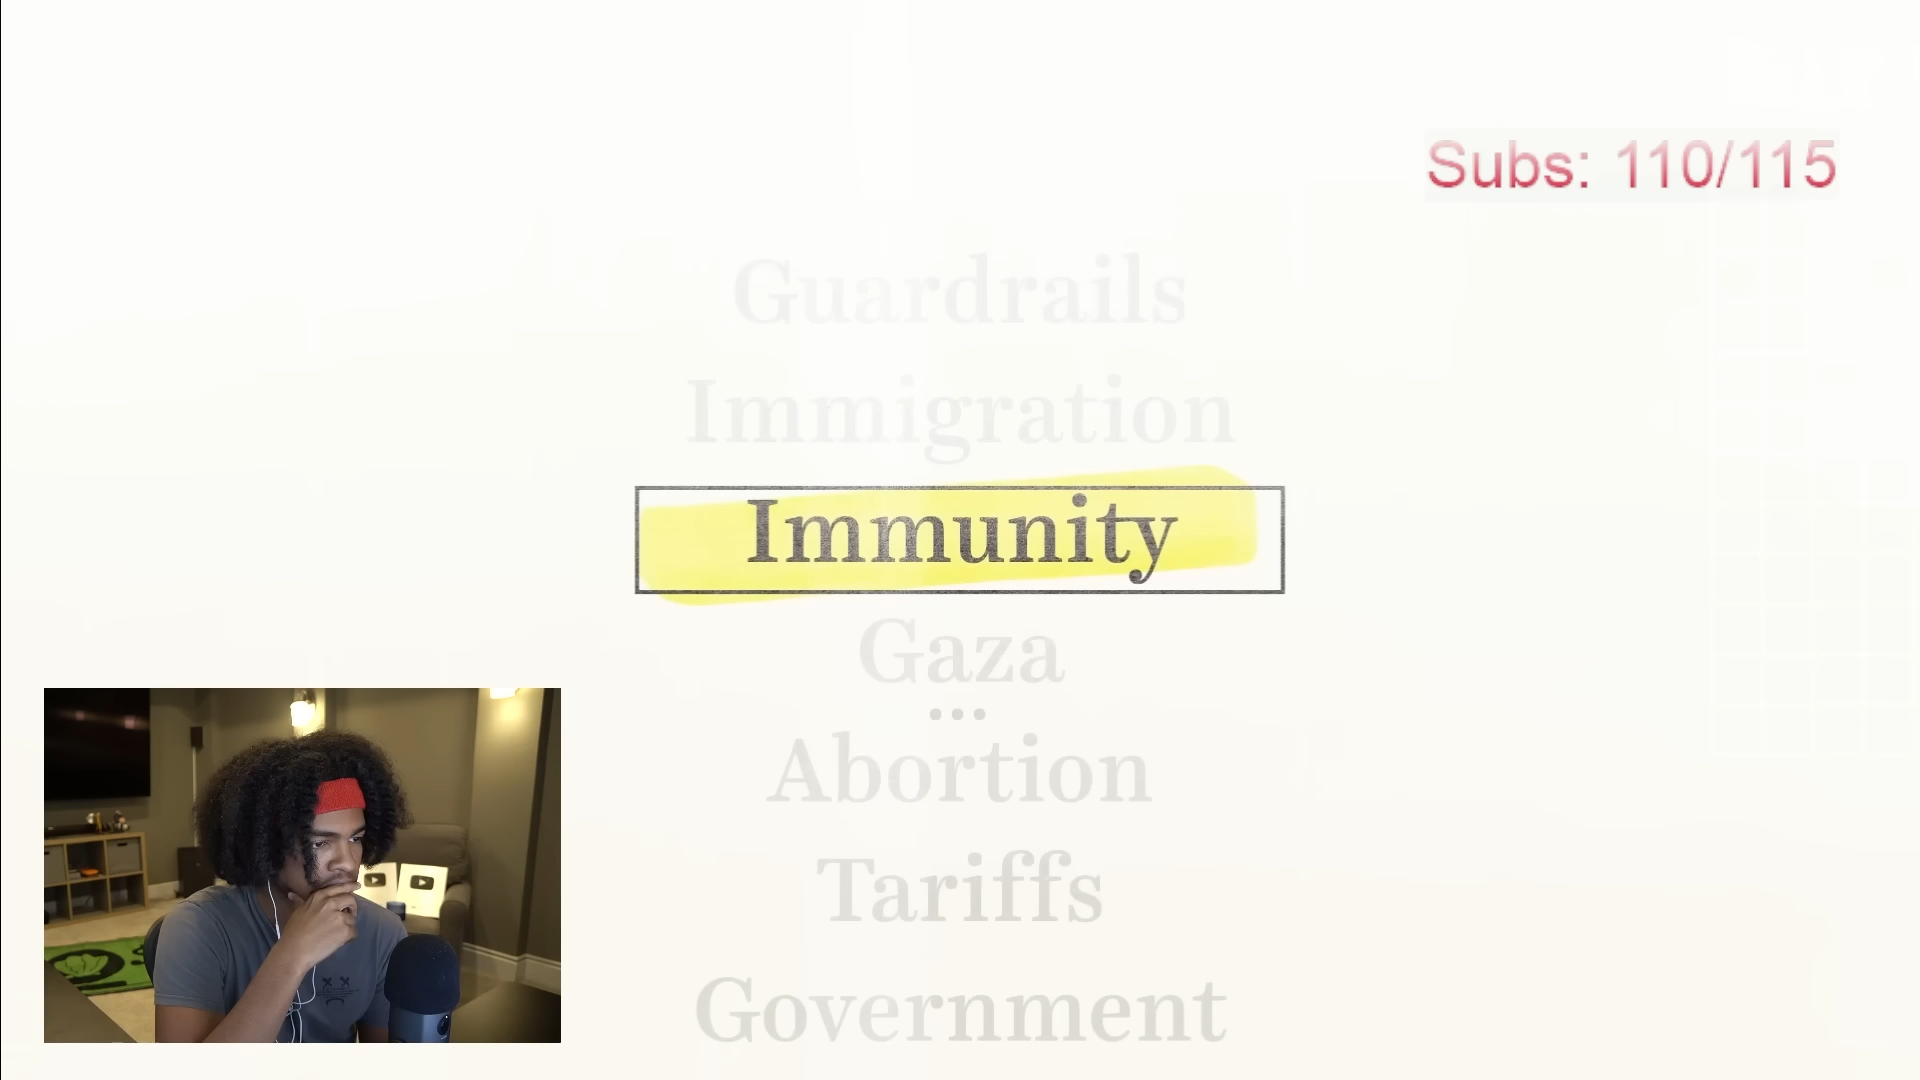 Subs: 110/115
Guardrails
Immigration
Immunity
Gaza
...
Abortion
Tariffs
Government